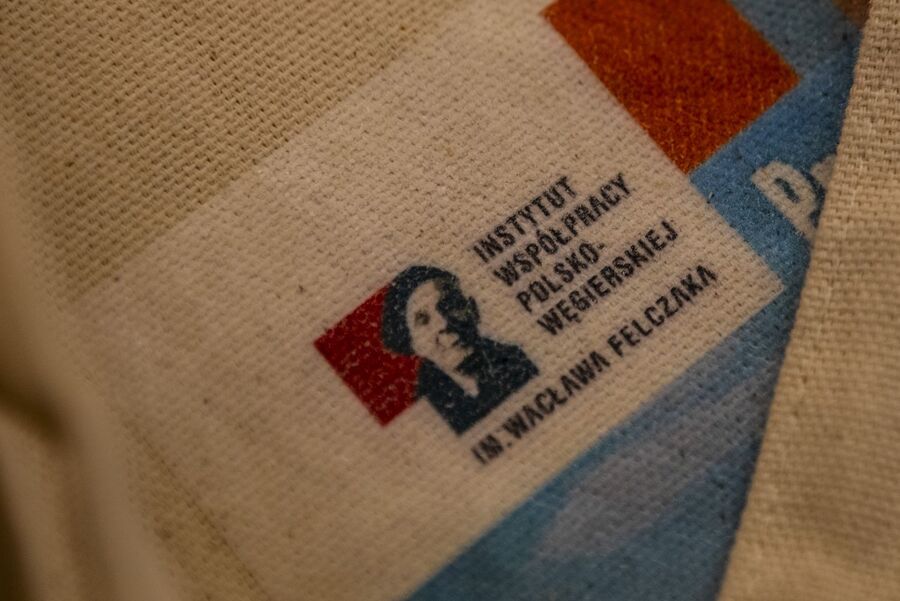 INSTYTUT
WSPÓŁPRACY
POLSKO-
WĘGIERSKIEJ
IM. WACŁAWA FELCZAKA